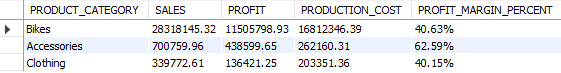 PRODUCT_CATEGORY SALES PROFIT PRODUCTION_COST PROFIT_MARGIN_PERCENT
Bikes 28318145.32 11505798.93 16812346.39 40.63%
Accessories 700759.96 438599.65 262160.31 62.59%
Clothing 339772.61 136421.25 203351.36 40.15%